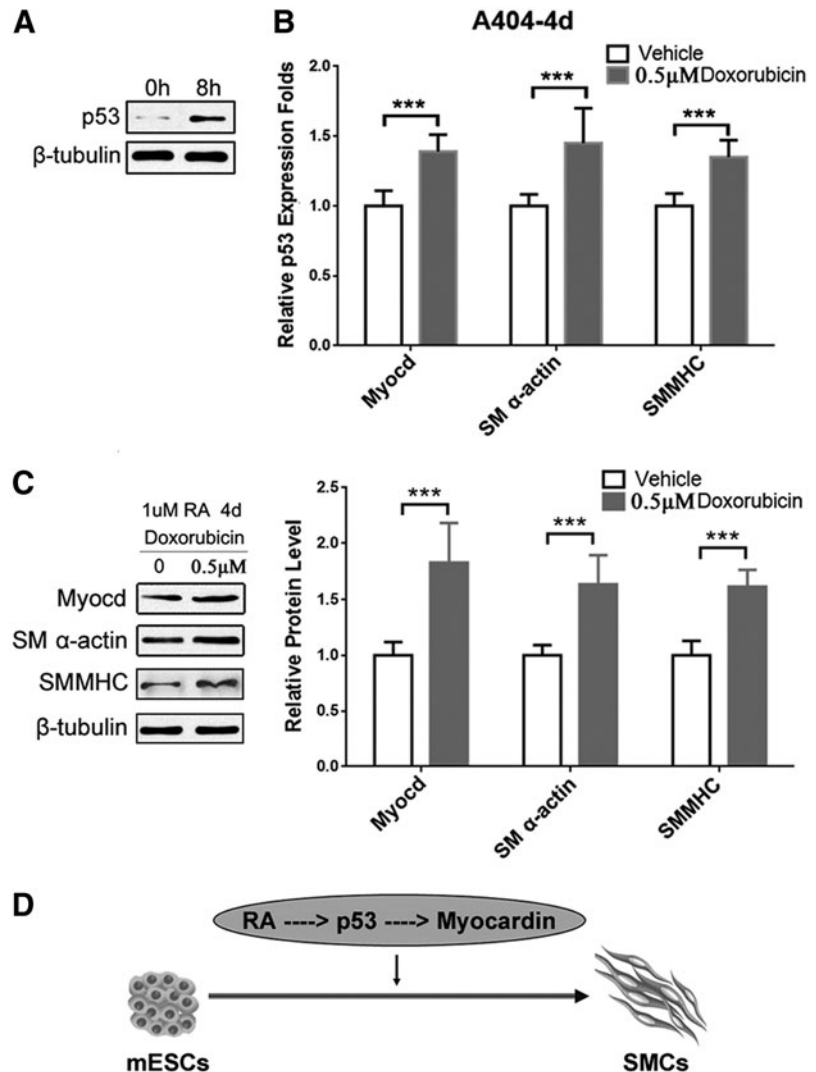 A
0h 8h
p53
β-tubulin
B
A404-4d
Vehicle
0.5μM Doxorubicin
Relative p53 Expression Folds
2.0
1.5
1.0
0.5
0.0
***
***
***
Myocd
SM α-actin
SMMHC
C
1uM RA 4d
Doxorubicin
0 0.5μM
Myocd
SM α-actin
SMMHC
β-tubulin
Vehicle
0.5μM Doxorubicin
Relative Protein Level
2.5
2.0
1.5
1.0
0.5
0.0
***
***
***
Myocd
SM α-actin
SMMHC
D
RA ----> p53 ----> Myocardin
mESCs
SMCs